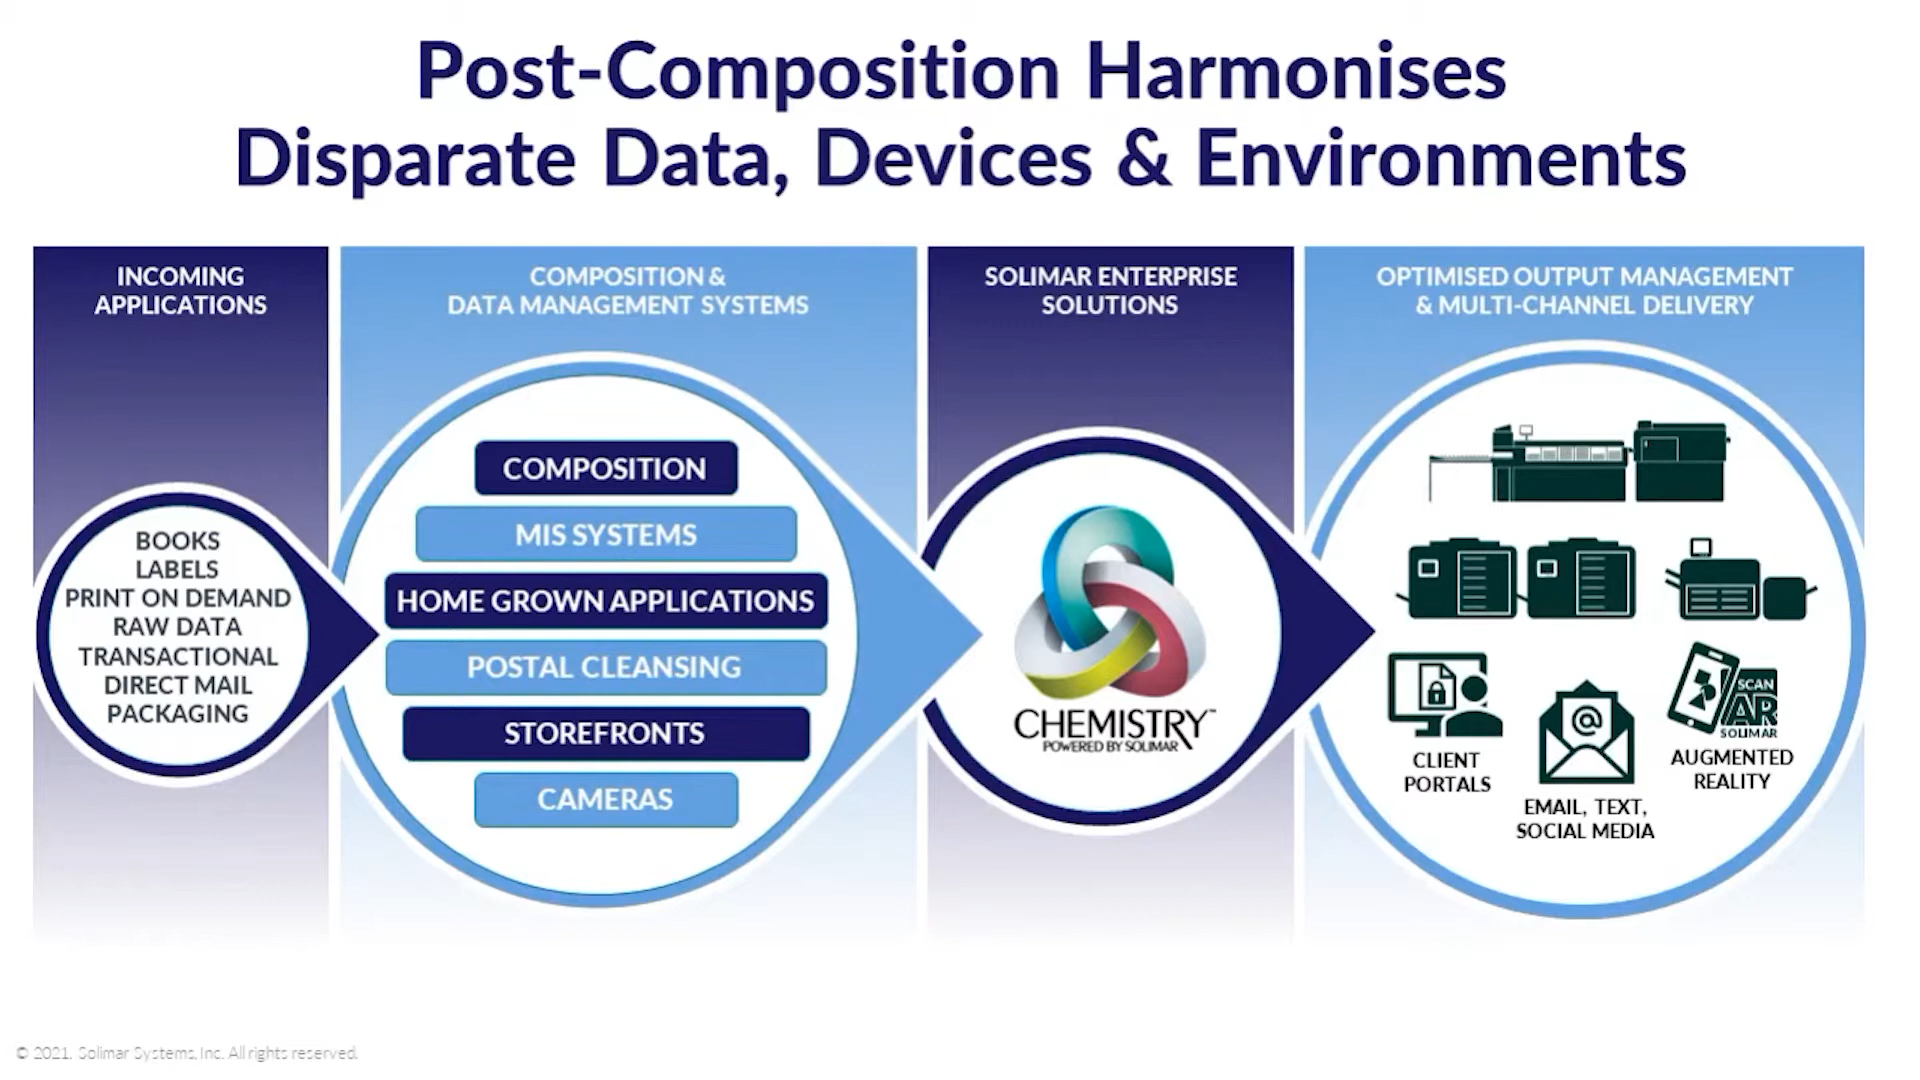 Post-Composition Harmonises
Disparate Data, Devices & Environments
INCOMING
APPLICATIONS
BOOKS
LABELS
PRINT ON DEMAND
RAW DATA
TRANSACTIONAL
DIRECT MAIL
PACKAGING
COMPOSITION &
DATA MANAGEMENT SYSTEMS
COMPOSITION
MIS SYSTEMS
HOME GROWN APPLICATIONS
POSTAL CLEANSING
STOREFRONTS
CAMERAS
SOLIMAR ENTERPRISE
SOLUTIONS
CHEMISTRY™
POWERED BY SOLIMAR
OPTIMISED OUTPUT MANAGEMENT
& MULTI-CHANNEL DELIVERY
CLIENT
PORTALS
@
EMAIL, TEXT,
SOCIAL MEDIA
SCAN
AR
SOLIMAR
AUGMENTED
REALITY
© 2021. Solimar Systems, Inc. All rights reserved.